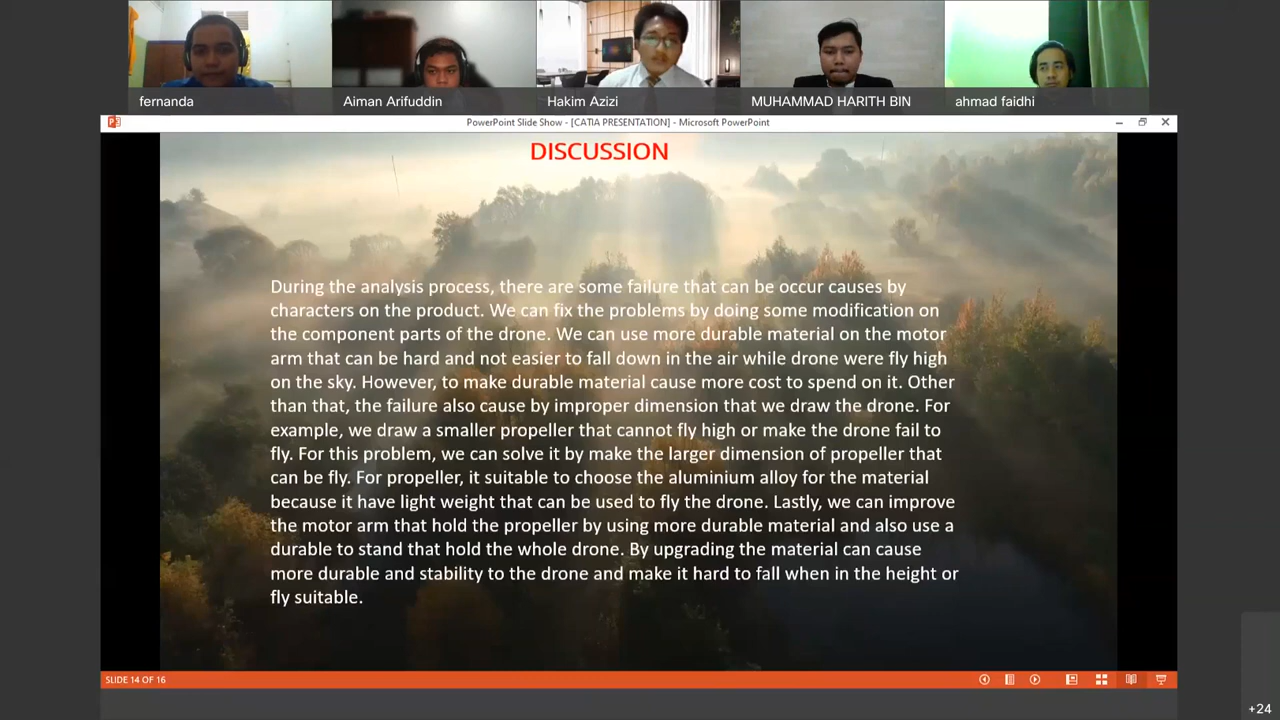 fernanda
Aiman Arifuddin
Hakim Azizi
MUHAMMAD HARITH BIN
ahmad faidhi
PowerPoint Slide Show - [CATIA PRESENTATION] - Microsoft PowerPoint
DISCUSSION
During the analysis process, there are some failure that can be occur causes by
characters on the product. We can fix the problems by doing some modification on
the component parts of the drone. We can use more durable material on the motor
arm that can be hard and not easier to fall down in the air while drone were fly high
on the sky. However, to make durable material cause more cost to spend on it. Other
than that, the failure also cause by improper dimension that we draw the drone. For
example, we draw a smaller propeller that cannot fly high or make the drone fail to
fly. For this problem, we can solve it by make the larger dimension of propeller that
can be fly. For propeller, it suitable to choose the aluminium alloy for the material
because it have light weight that can be used to fly the drone. Lastly, we can improve
the motor arm that hold the propeller by using more durable material and also use a
durable to stand that hold the whole drone. By upgrading the material can cause
more durable and stability to the drone and make it hard to fall when in the height or
fly suitable.
SLIDE 14 OF 16
+24